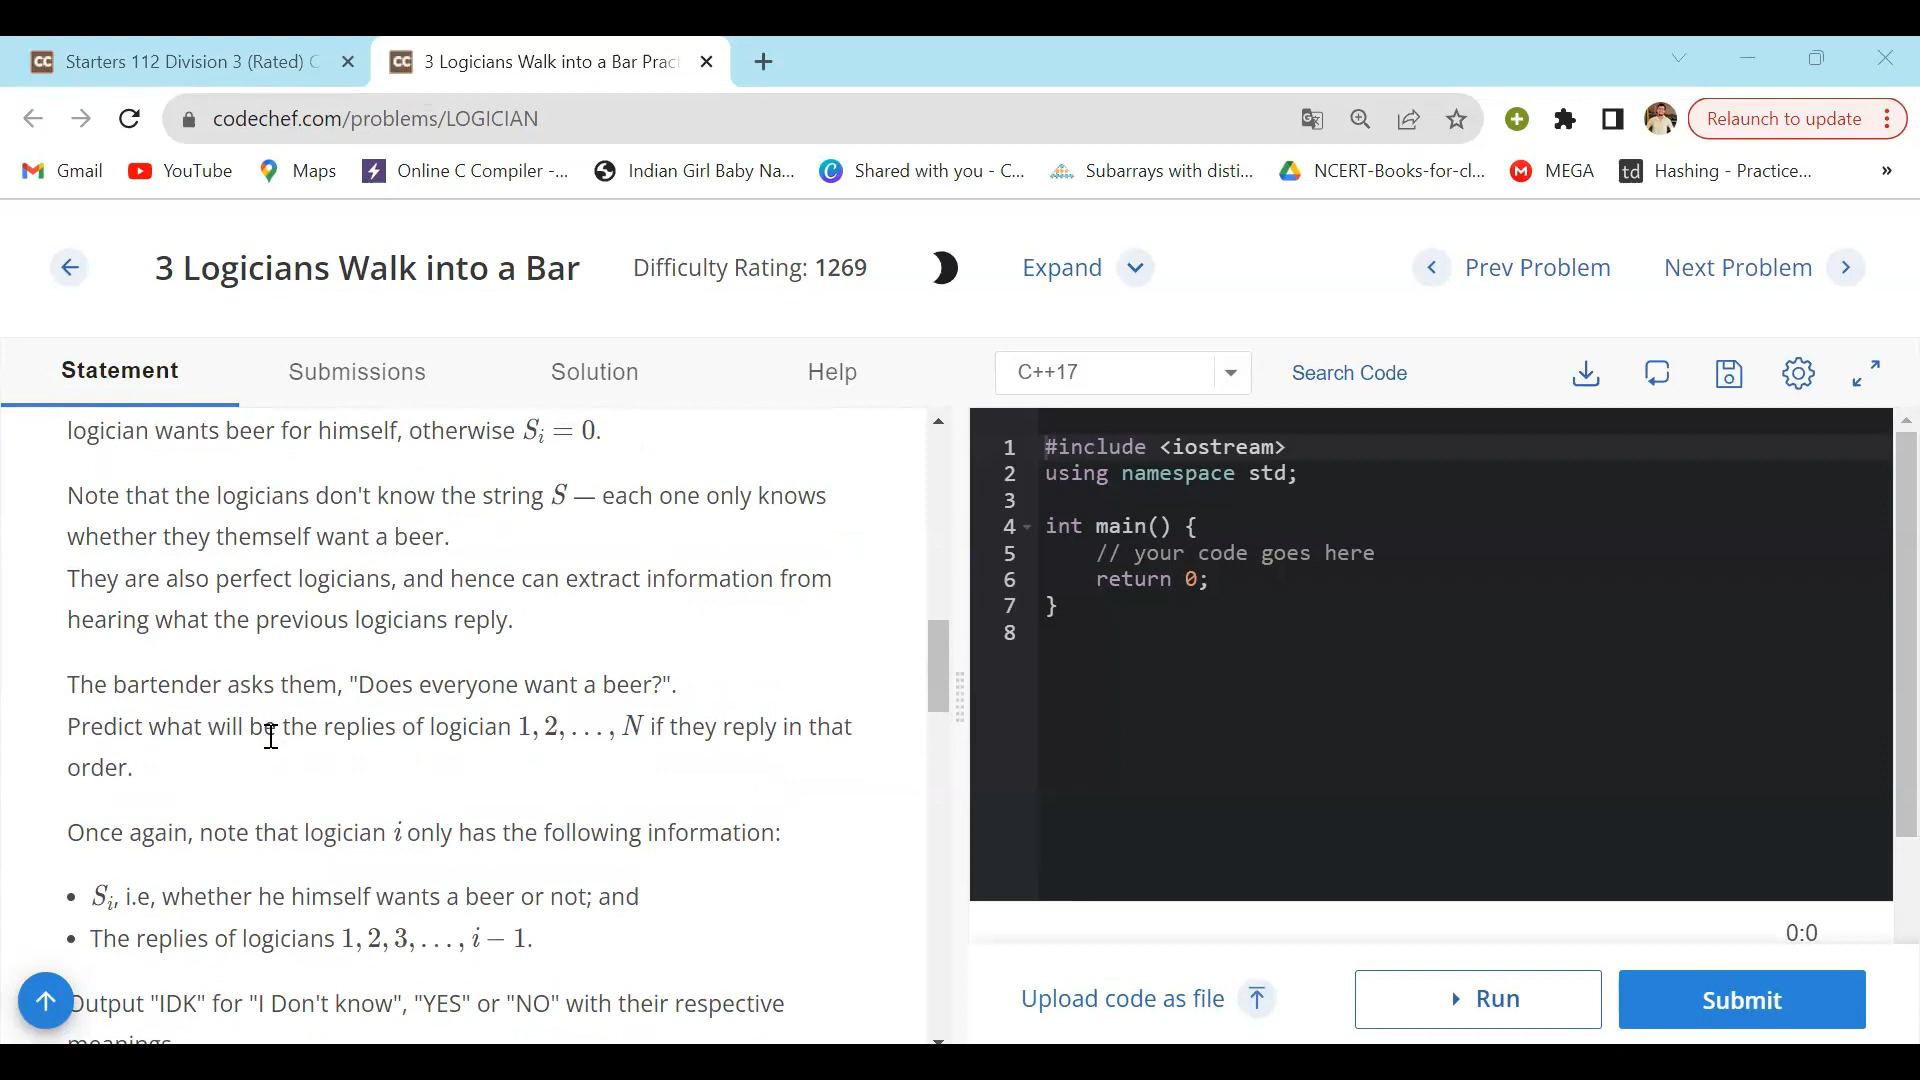 Starters 112 Division 3 (Rated) C
3 Logicians Walk into a Bar Prac
codechef.com/problems/LOGICIAN
Relaunch to update
Gmail
YouTube
Maps
Online C Compiler -...
Indian Girl Baby Na...
Shared with you - C...
Subarrays with disti...
NCERT-Books-for-cl...
MEGA
td
Hashing - Practice...
»
3 Logicians Walk into a Bar
Difficulty Rating: 1269
Expand
Prev Problem
Next Problem
Statement
Submissions
Solution
Help
C++17
Search Code
logician wants beer for himself, otherwise S_i = 0.
Note that the logicians don't know the string S — each one only knows
whether they themself want a beer.
They are also perfect logicians, and hence can extract information from
hearing what the previous logicians reply.
The bartender asks them, "Does everyone want a beer?".
Predict what will be the replies of logician 1, 2, . . . , N if they reply in that
order.
Once again, note that logician i only has the following information:
• S_i, i.e, whether he himself wants a beer or not; and
• The replies of logicians 1, 2, 3, . . . , i − 1.
Output "IDK" for "I Don't know", "YES" or "NO" with their respective
meanings
1 #include <iostream>
2 using namespace std;
3
4 int main() {
5 // your code goes here
6 return 0;
7 }
8
0:0
Upload code as file
Run
Submit